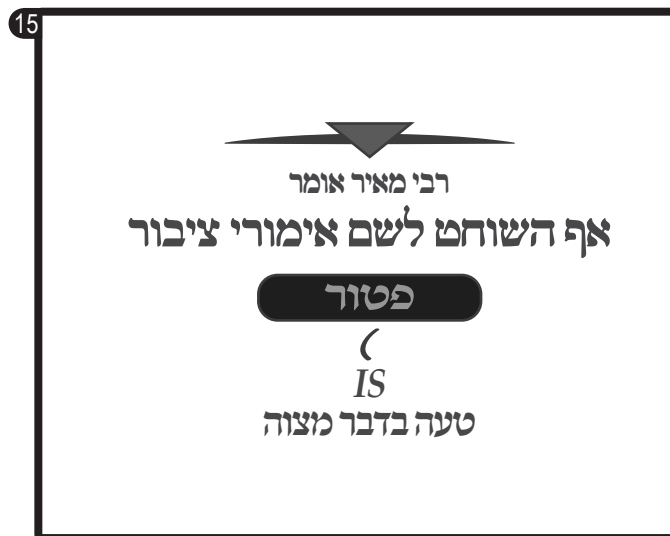 15
רבי מאיר אומר
אף השוחט לשם אימורי ציבור
פטור
IS
טעה בדבר מצוה